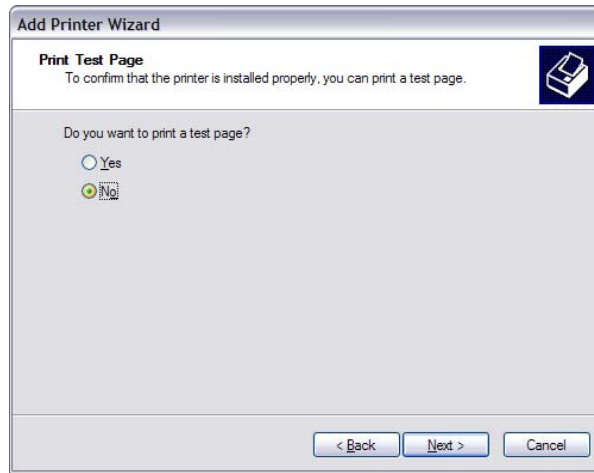 Add Printer Wizard
Print Test Page
To confirm that the printer is installed properly, you can print a test page.
Do you want to print a test page?
Yes
No
< Back
Next >
Cancel